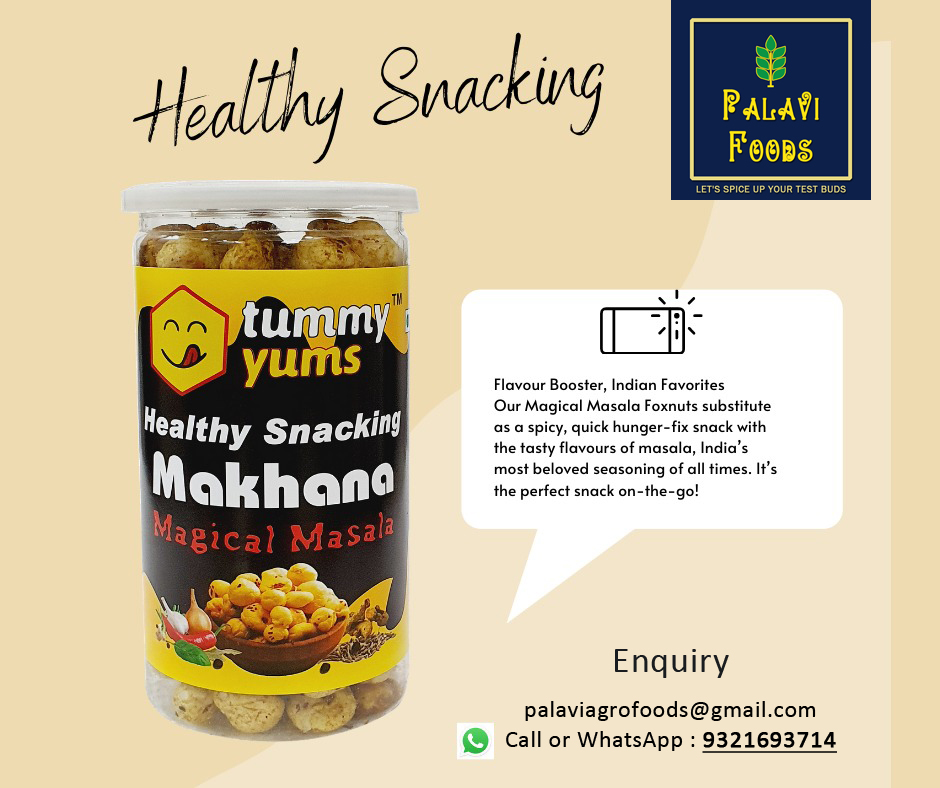 Healthy Snacking
PALAVI
FOODS
LET'S SPICE UP YOUR TEST BUDS
tummy TM
yums
Healthy Snacking
Makhana
Magical Masala
Flavour Booster, Indian Favorites
Our Magical Masala Foxnuts substitute
as a spicy, quick hunger-fix snack with
the tasty flavours of masala, India's
most beloved seasoning of all times. It's
the perfect snack on-the-go!
Enquiry
palaviagrofoods@gmail.com
Call or WhatsApp : 9321693714